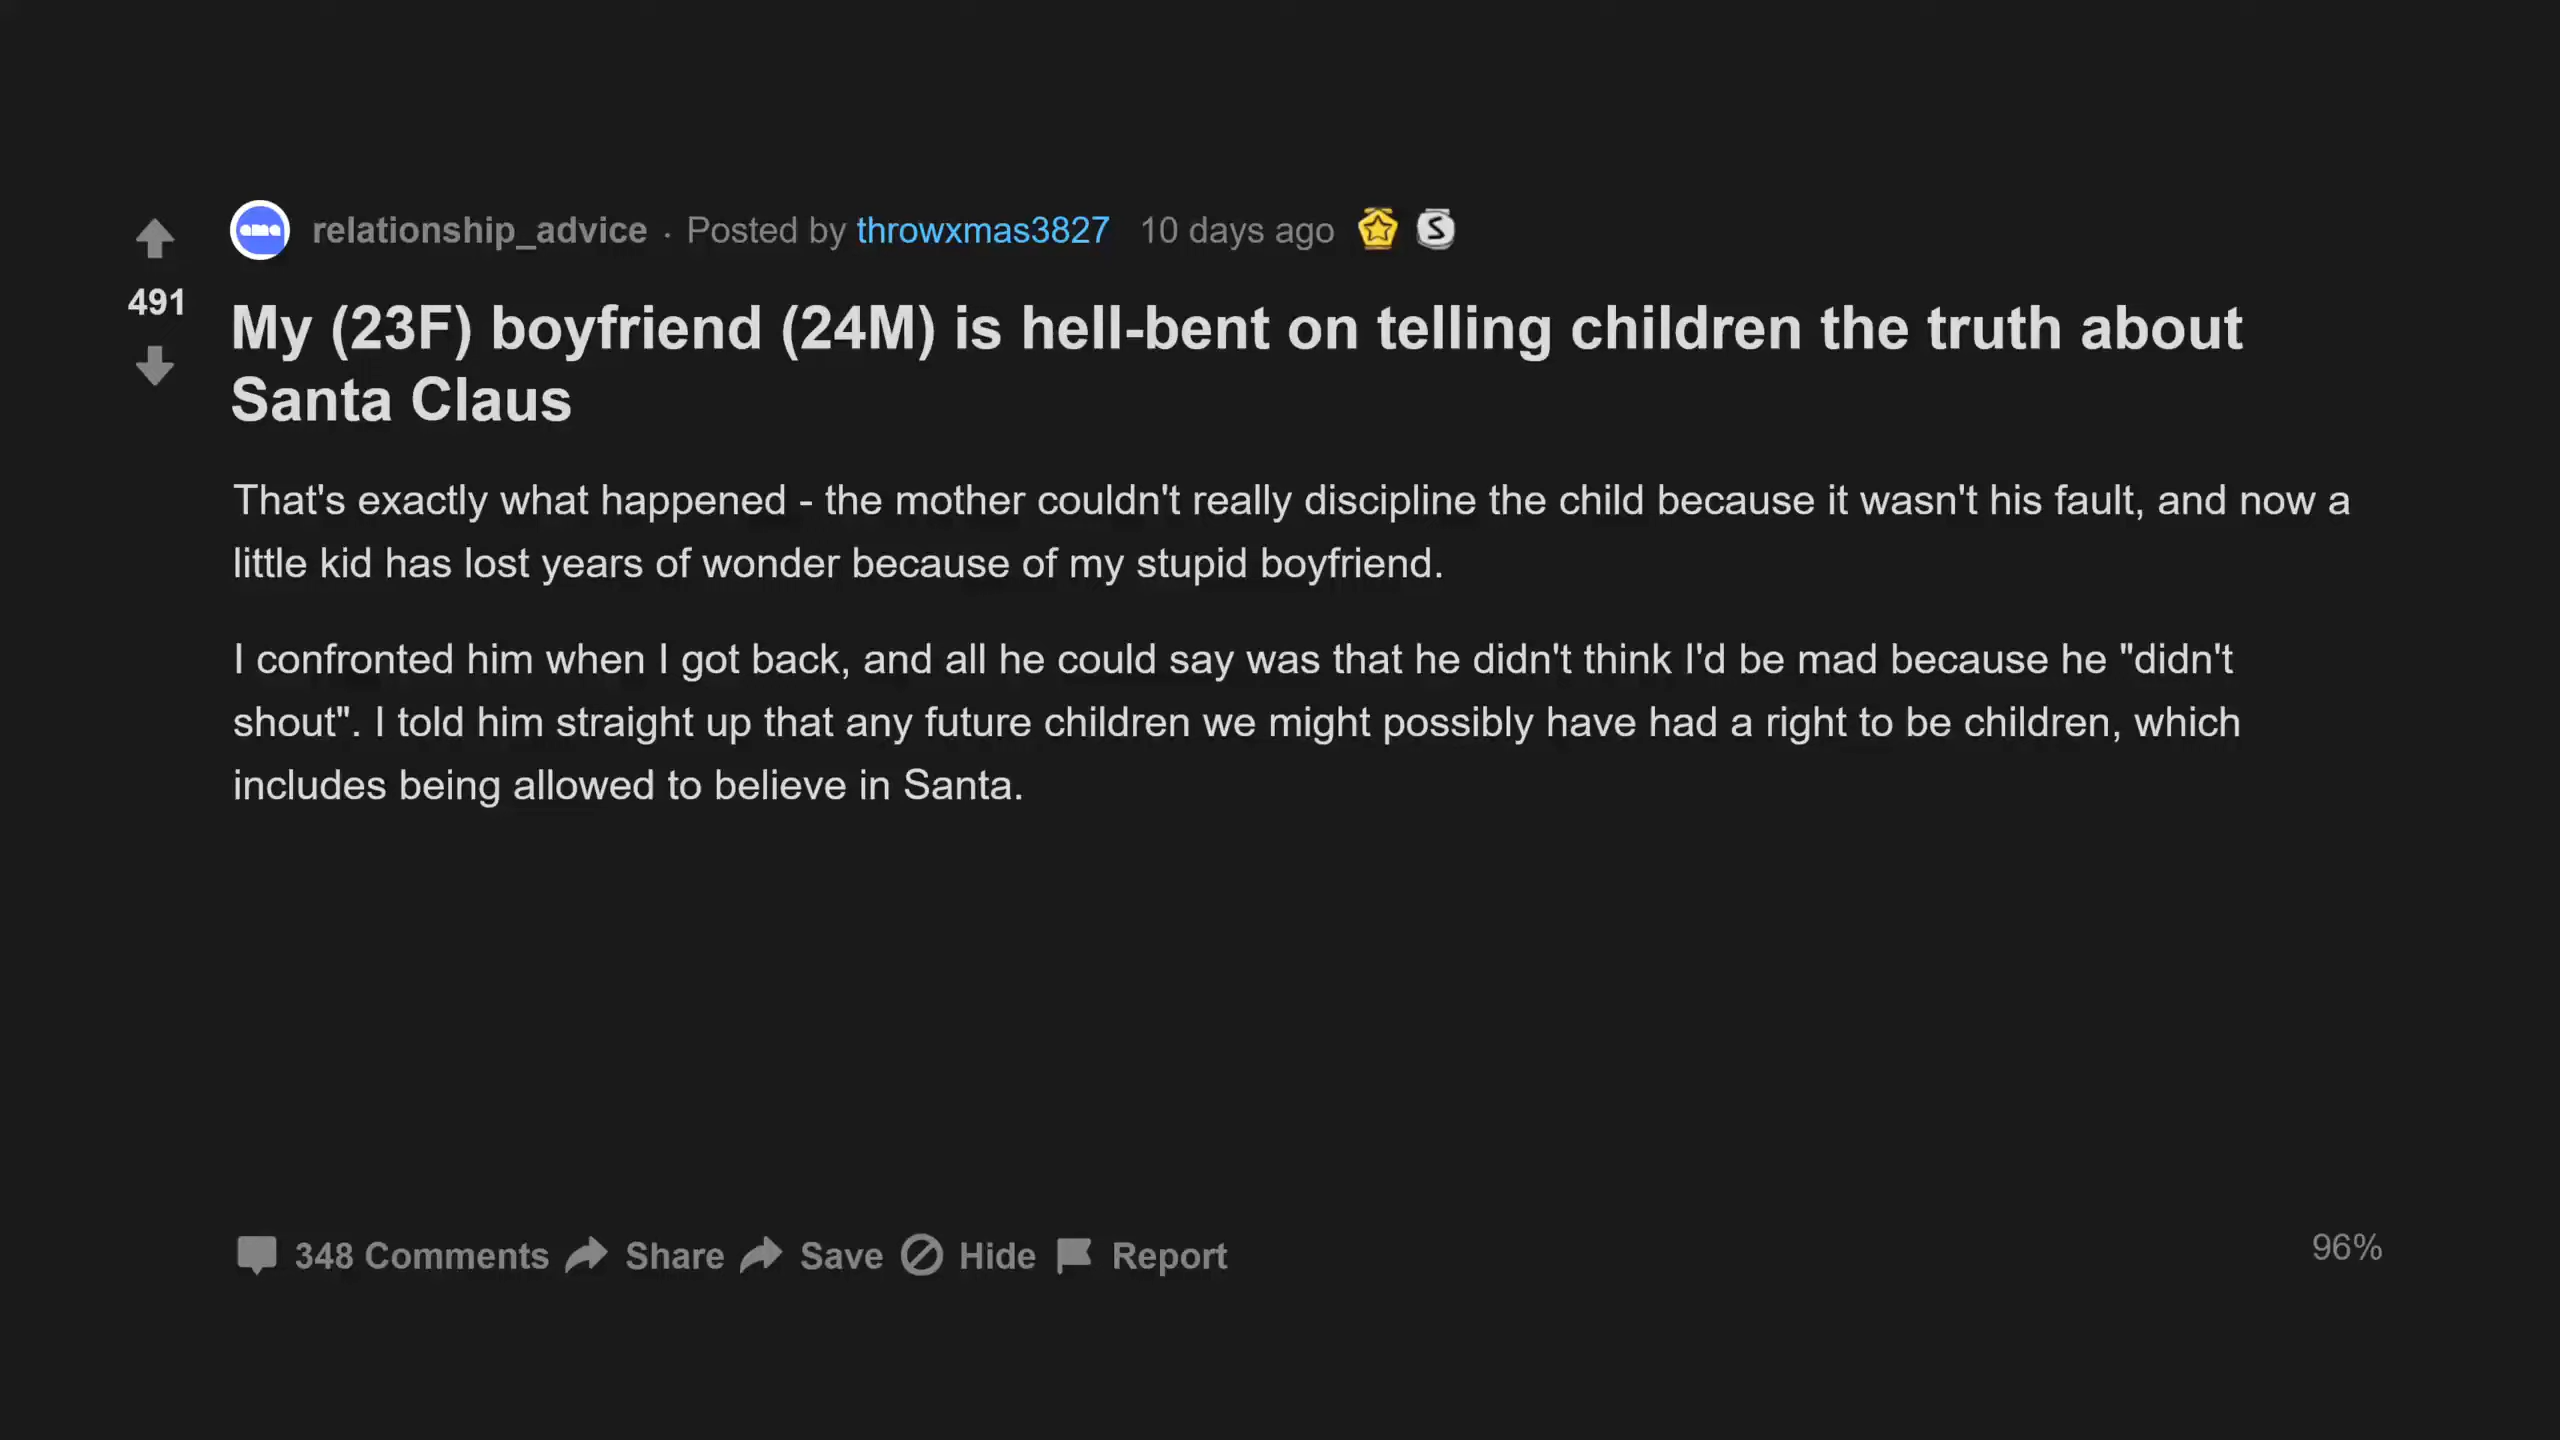 relationship_advice · Posted by throwxmas3827 10 days ago
491
My (23F) boyfriend (24M) is hell-bent on telling children the truth about
Santa Claus
That's exactly what happened - the mother couldn't really discipline the child because it wasn't his fault, and now a
little kid has lost years of wonder because of my stupid boyfriend.
I confronted him when I got back, and all he could say was that he didn't think I'd be mad because he "didn't
shout". I told him straight up that any future children we might possibly have had a right to be children, which
includes being allowed to believe in Santa.
348 Comments Share Save Hide Report
96%